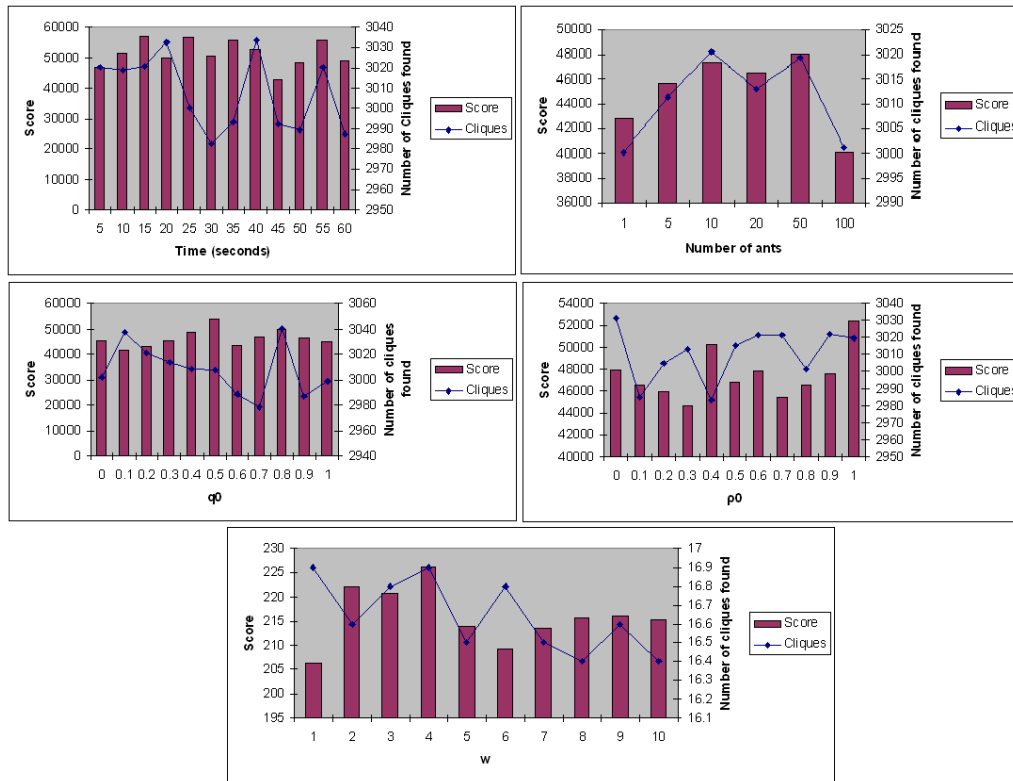 60000
50000
40000
30000
20000
10000
0
Score
3040
3030
3020
3010
3000
2990
2980
2970
2960
2950
Number of Cliques found
5 10 15 20 25 30 35 40 45 50 55 60
Time (seconds)
Score
Cliques
50000
48000
46000
44000
42000
40000
38000
36000
Score
3025
3020
3015
3010
3005
3000
2995
2990
Number of cliques found
1 5 10 20 50 100
Number of ants
Score
Cliques
60000
50000
40000
30000
20000
10000
0
Score
3060
3040
3020
3000
2980
2960
2940
Number of cliques
found
0 0.1 0.2 0.3 0.4 0.5 0.6 0.7 0.8 0.9 1
q0
Score
Cliques
54000
52000
50000
48000
46000
44000
42000
40000
Score
3040
3030
3020
3010
3000
2990
2980
2970
2960
2950
Number of cliques found
0 0.1 0.2 0.3 0.4 0.5 0.6 0.7 0.8 0.9 1
ρ0
Score
Cliques
230
225
220
215
210
205
200
195
Score
17
16.9
16.8
16.7
16.6
16.5
16.4
16.3
16.2
16.1
Number of cliques found
1 2 3 4 5 6 7 8 9 10
w
Score
Cliques